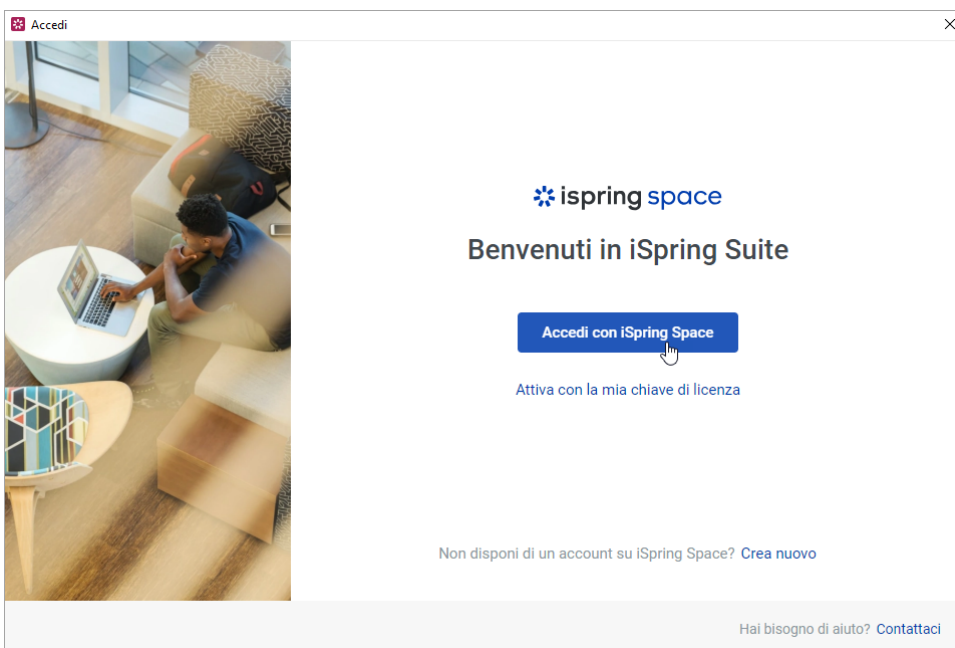 Accedi
ispring space
Benvenuti in iSpring Suite
Accedi con iSpring Space
Attiva con la mia chiave di licenza
Non disponi di un account su iSpring Space? Crea nuovo
Hai bisogno di aiuto? Contattaci